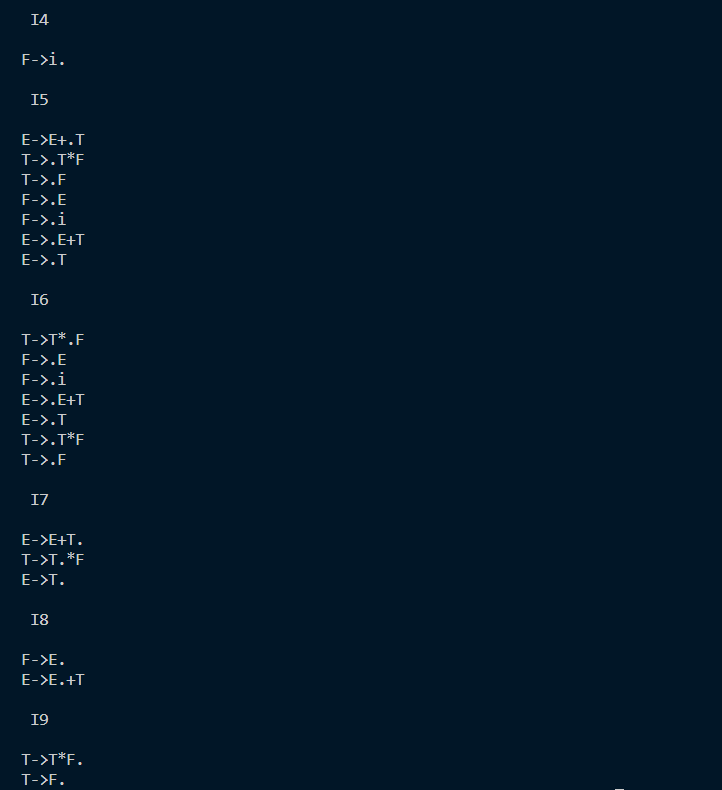 I4
F->i.
I5
E->E+.T
T->.T*F
T->.F
F->.E
F->.i
E->.E+T
E->.T
I6
T->T*.F
F->.E
F->.i
E->.E+T
E->.T
T->.T*F
T->.F
I7
E->E+T.
T->T.*F
E->T.
I8
F->E.
E->E.+T
I9
T->T*F.
T->F.